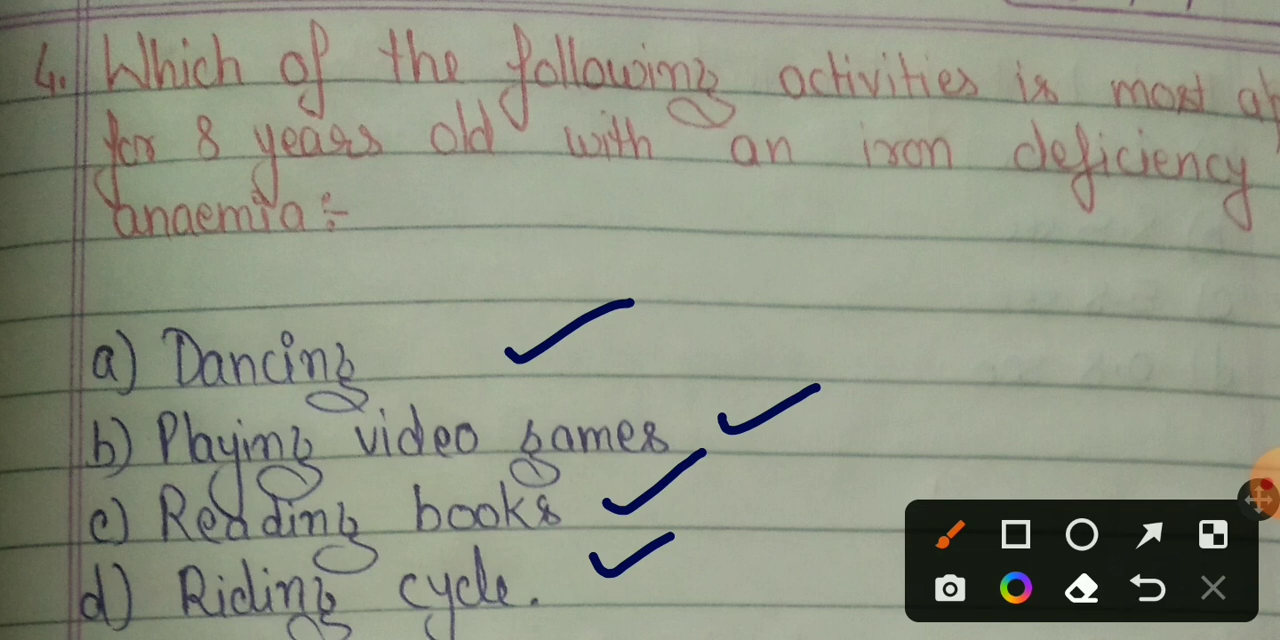 4. Which of the following activities is most
for 8 years old with an iron deficiency
anaemia :-
a) Dancing
b) Playing video games
c) Reading books
d) Riding cycle.